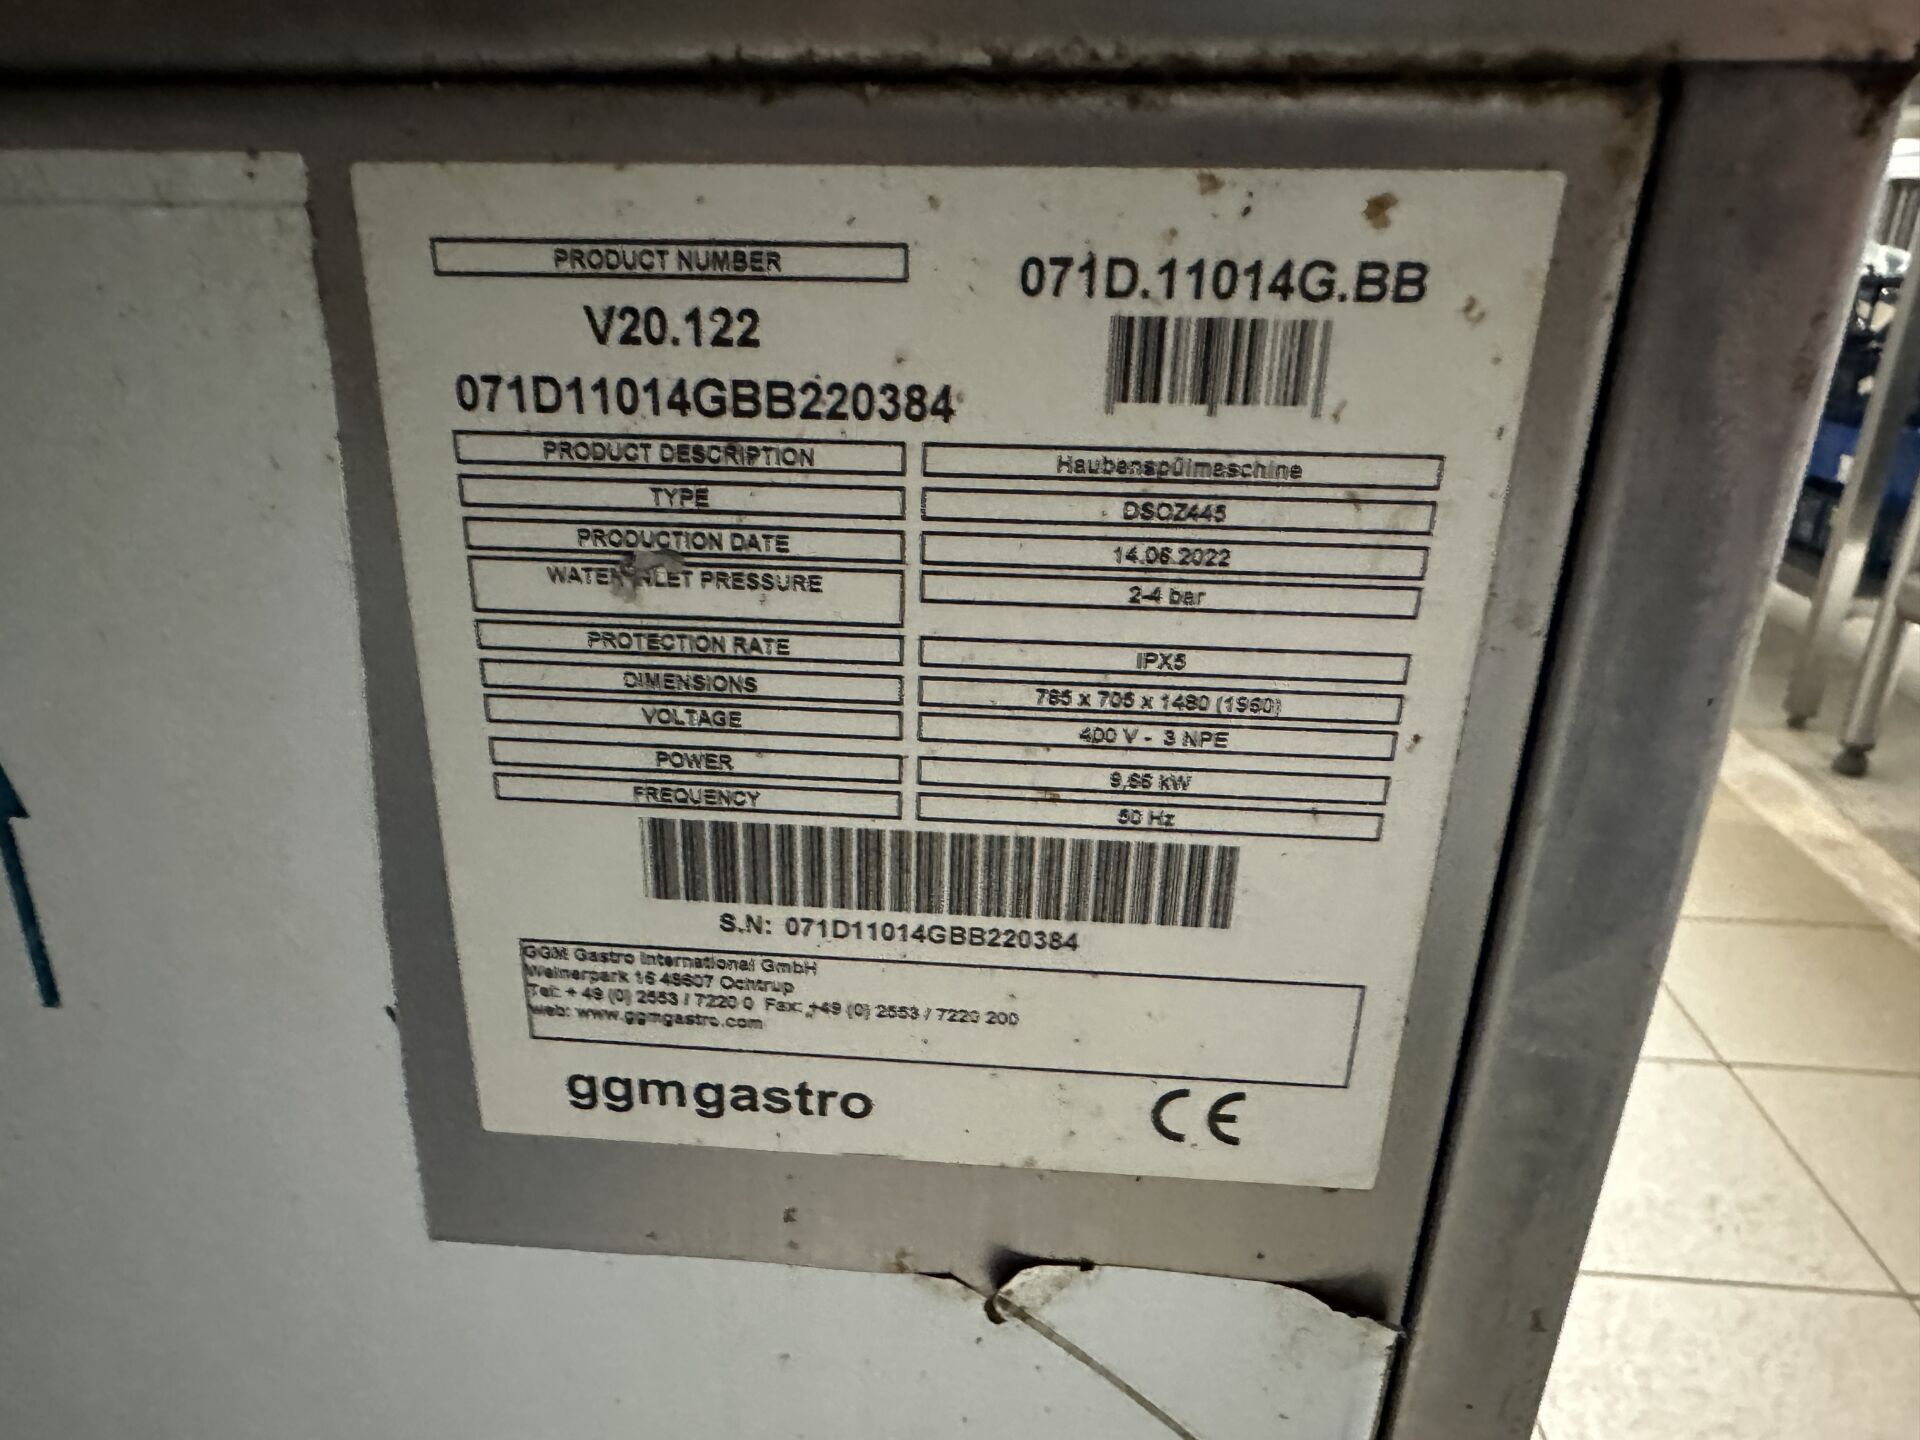 PRODUCT NUMBER
071D.11014G.BB
V20.122
071D11014GBB220384
PRODUCT DESCRIPTION Haubenspülmaschine
TYPE DSOZ445
PRODUCTION DATE 14.06.2022
WATER INLET PRESSURE 2-4 bar
PROTECTION RATE IPX5
DIMENSIONS 765 x 705 x 1480 (1960)
VOLTAGE 400 V - 3 NPE
POWER 9,66 kW
FREQUENCY 50 Hz
S.N: 071D11014GBB220384
GGM Gastro International GmbH
Weinerpark 16 48607 Ochtrup
Tel: + 49 (0) 2553 / 7220 0 Fax: +49 (0) 2553 / 7220 200
web: www.ggmgastro.com
ggmgastro CE